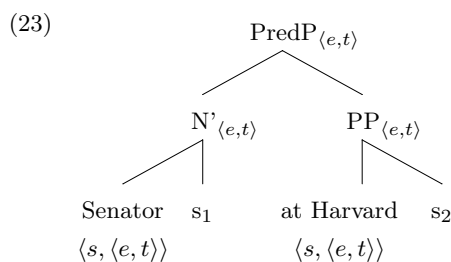 (23)
PredP⟨e,t⟩
N'⟨e,t⟩ PP⟨e,t⟩
Senator s₁ at Harvard s₂
⟨s, ⟨e, t⟩⟩ ⟨s, ⟨e, t⟩⟩